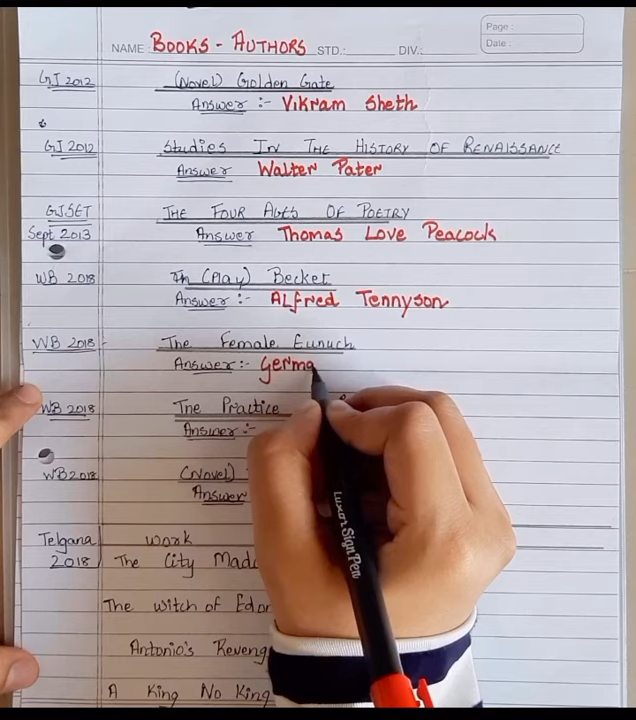 Page :
Date :
NAME : BOOKS - AUTHORS STD.: DIV.:
GJ 2012 (Novel) Golden Gate
Answer :- Vikram Sheth
GJ 2012 Studies In The History Of Renaissance
Answer Walter Pater
GJSET The Four Ages Of Poetry
Sept 2013 Answer Thomas Love Peacock
WB 2018 (Play) Becket
Answer :- Alfred Tennyson
WB 2018 The Female Eunuch
Answer :- Germa
WB 2018 The Practice
Answer :-
WB 2018 (Novel)
Answer
Telgana work
2018 The City Mad
The witch of Edo
Antonio's Reveng
A King No King
Luxor Sign Pen